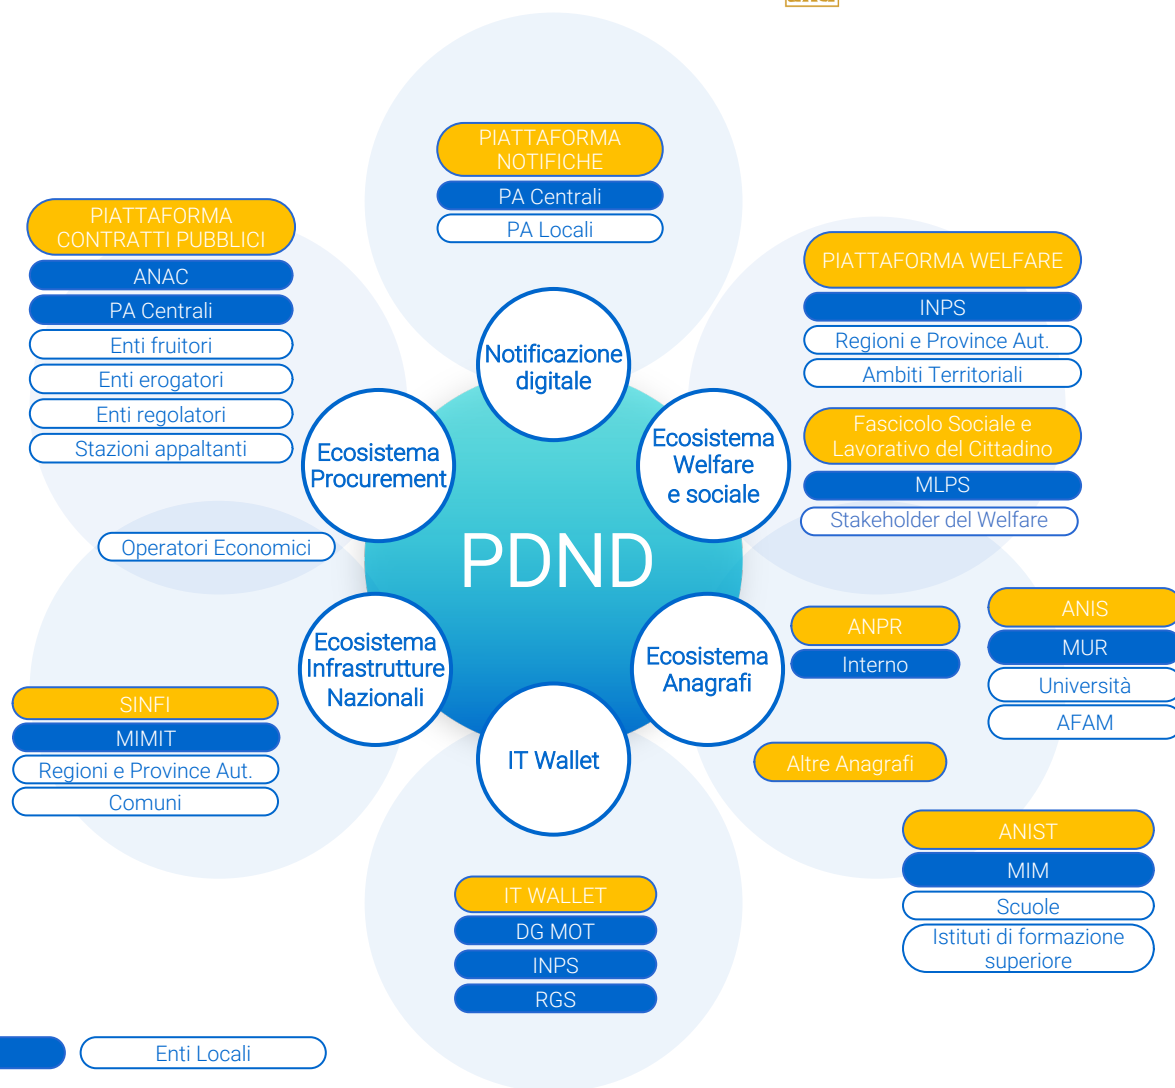 PIATTAFORMA
NOTIFICHE
PA Centrali
PA Locali
PIATTAFORMA
CONTRATTI PUBBLICI
ANAC
PA Centrali
Enti fruitori
Enti erogatori
Enti regolatori
Stazioni appaltanti
Operatori Economici
PIATTAFORMA WELFARE
INPS
Regioni e Province Aut.
Ambiti Territoriali
Fascicolo Sociale e
Lavorativo del Cittadino
MLPS
Stakeholder del Welfare
Notificazione
digitale
Ecosistema
Procurement
Ecosistema
Welfare
e sociale
PDND
Ecosistema
Infrastrutture
Nazionali
Ecosistema
Anagrafi
IT Wallet
ANPR
Interno
ANIS
MUR
Università
AFAM
Altre Anagrafi
SINFI
MIMIT
Regioni e Province Aut.
Comuni
ANIST
MIM
Scuole
Istituti di formazione
superiore
IT WALLET
DG MOT
INPS
RGS
Enti Locali